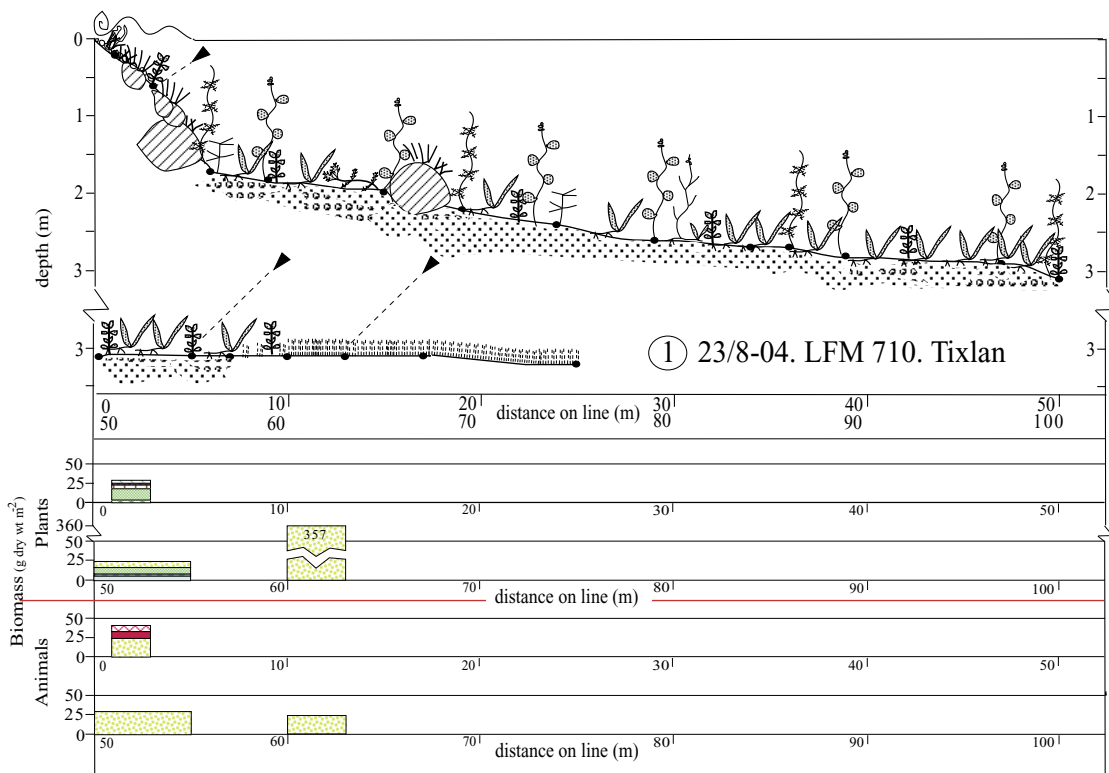 0
1
2
3
depth (m)
1
2
3
3
3
1 23/8-04. LFM 710. Tixlan
0 10 20 distance on line (m) 30 40 50
50 60 70 80 90 100
Biomass (g dry wt m2)
Plants
50
25
0
0 10 20 30 40 50
360
357
50
25
0
50 60 70 80 90 100
distance on line (m)
Animals
50
25
0
0 10 20 30 40 50
50
25
0
50 60 70 80 90 100
distance on line (m)